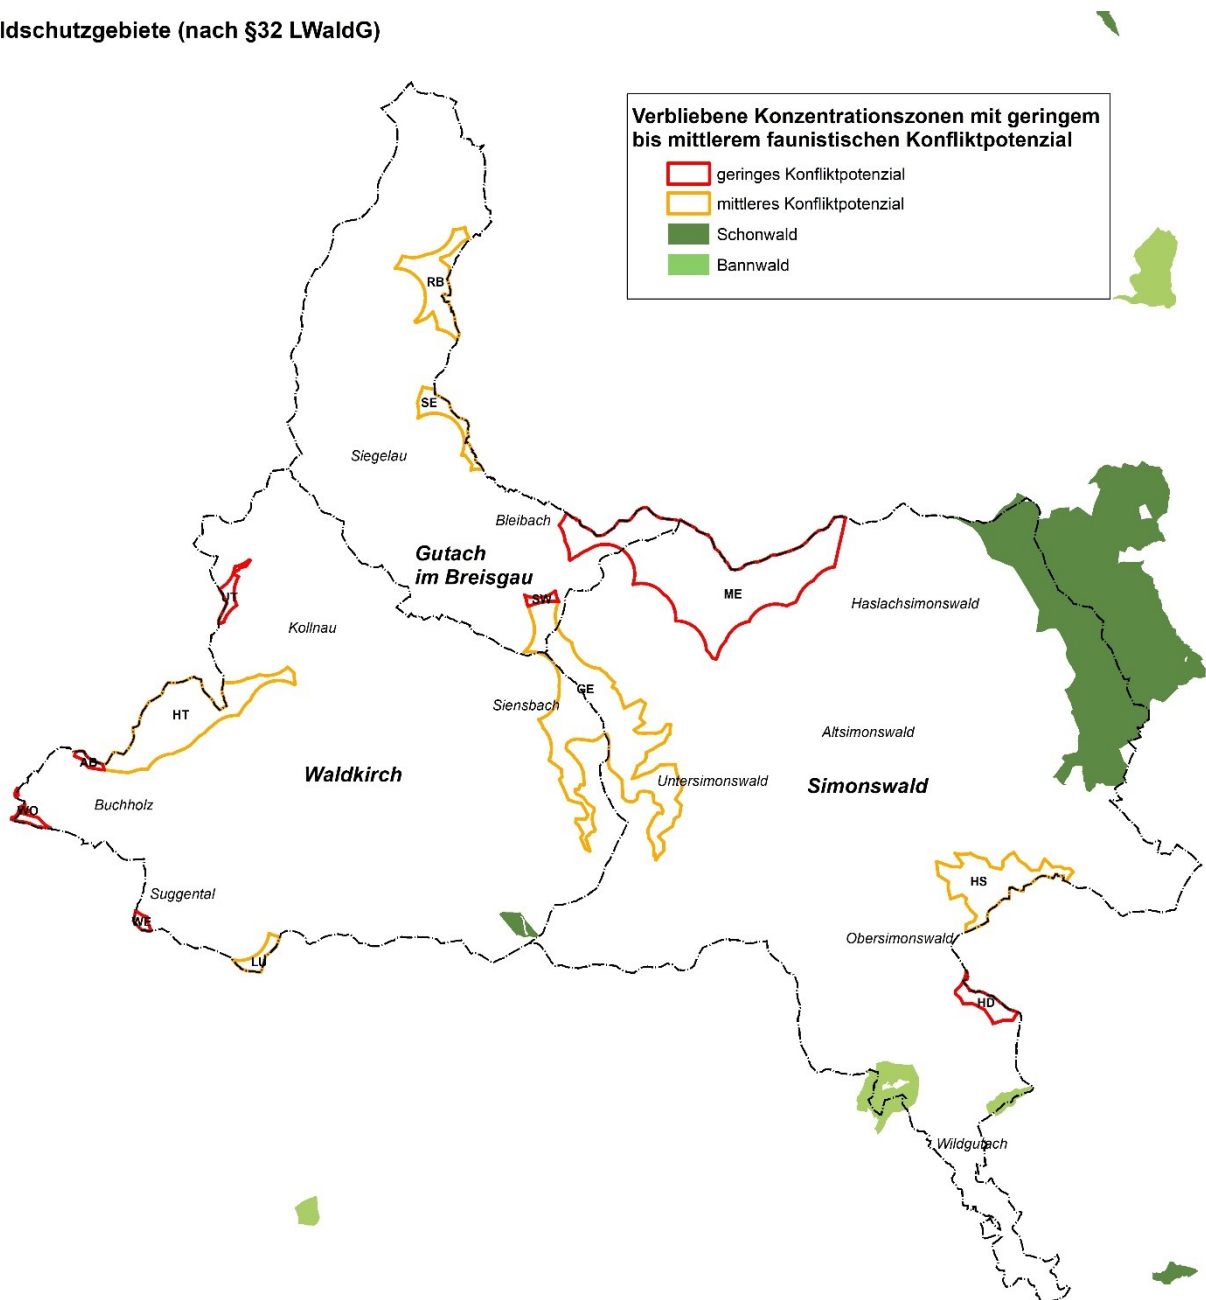 ldschutzgebiete (nach §32 LWaldG)
Verbliebene Konzentrationszonen mit geringem
bis mittlerem faunistischen Konfliktpotenzial
geringes Konfliktpotenzial
mittleres Konfliktpotenzial
Schonwald
Bannwald
RB
SE
Siegelau
Bleibach
Gutach
im Breisgau
SW
ME
Haslachsimonswald
Kollnau
GE
Siensbach
HT
Altsimonswald
AB
Waldkirch
Untersimonswald
Simonswald
Buchholz
WO
HS
Suggental
WE
Obersimonswald
LU
HD
Wildgutach